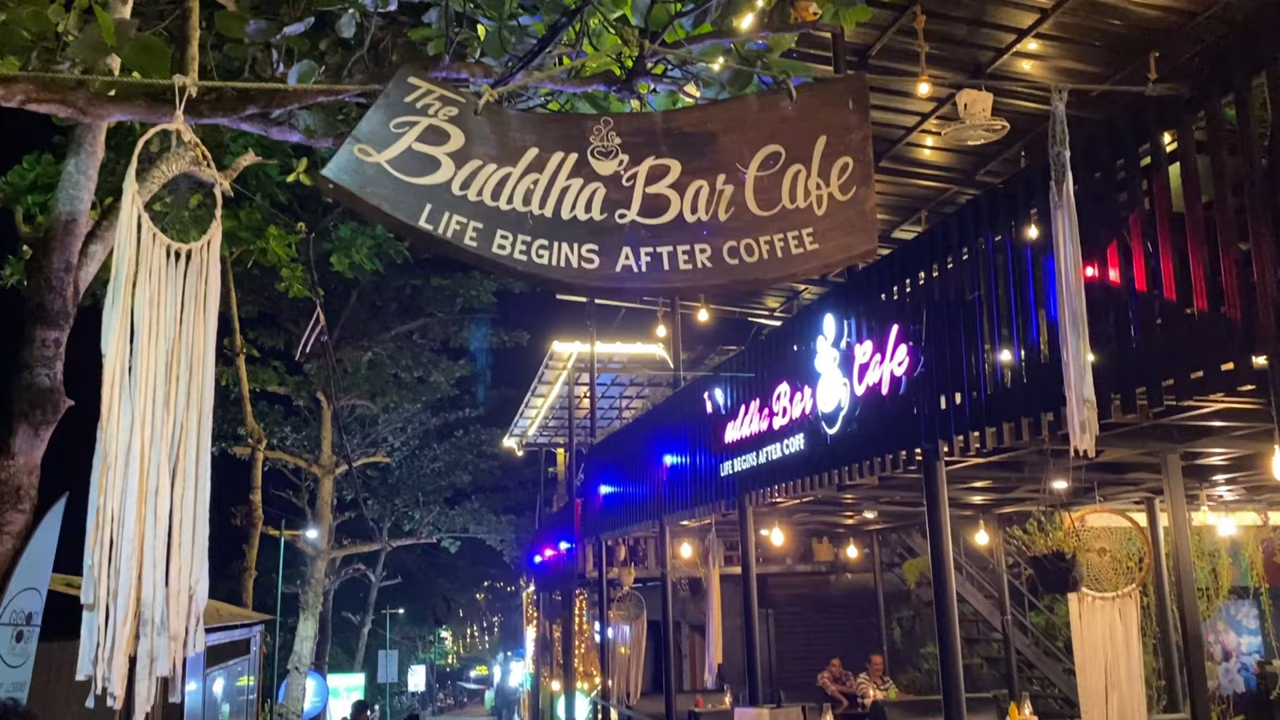 The
Buddha Bar Cafe
LIFE BEGINS AFTER COFFEE
uddha Bar Cafe
LIFE BEGINS AFTER COFF